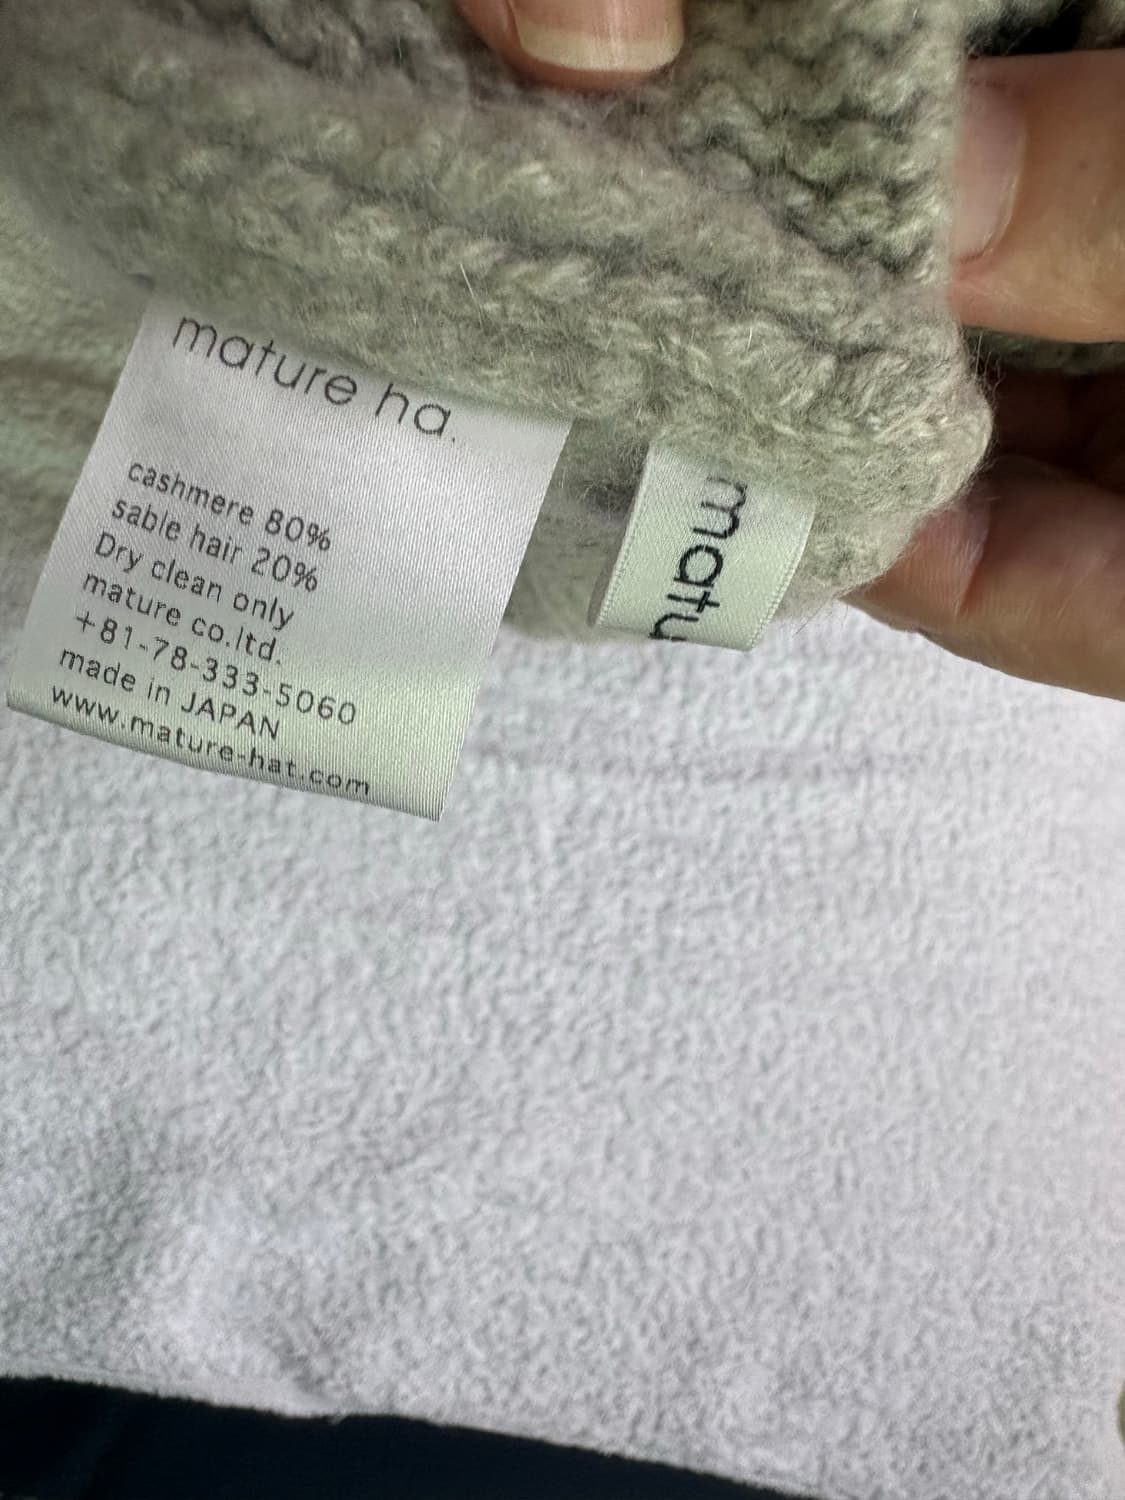 mature ha.
cashmere 80%
sable hair 20%
Dry clean only
mature co.ltd.
+81-78-333-5060
made in JAPAN
www.mature-hat.com
matu